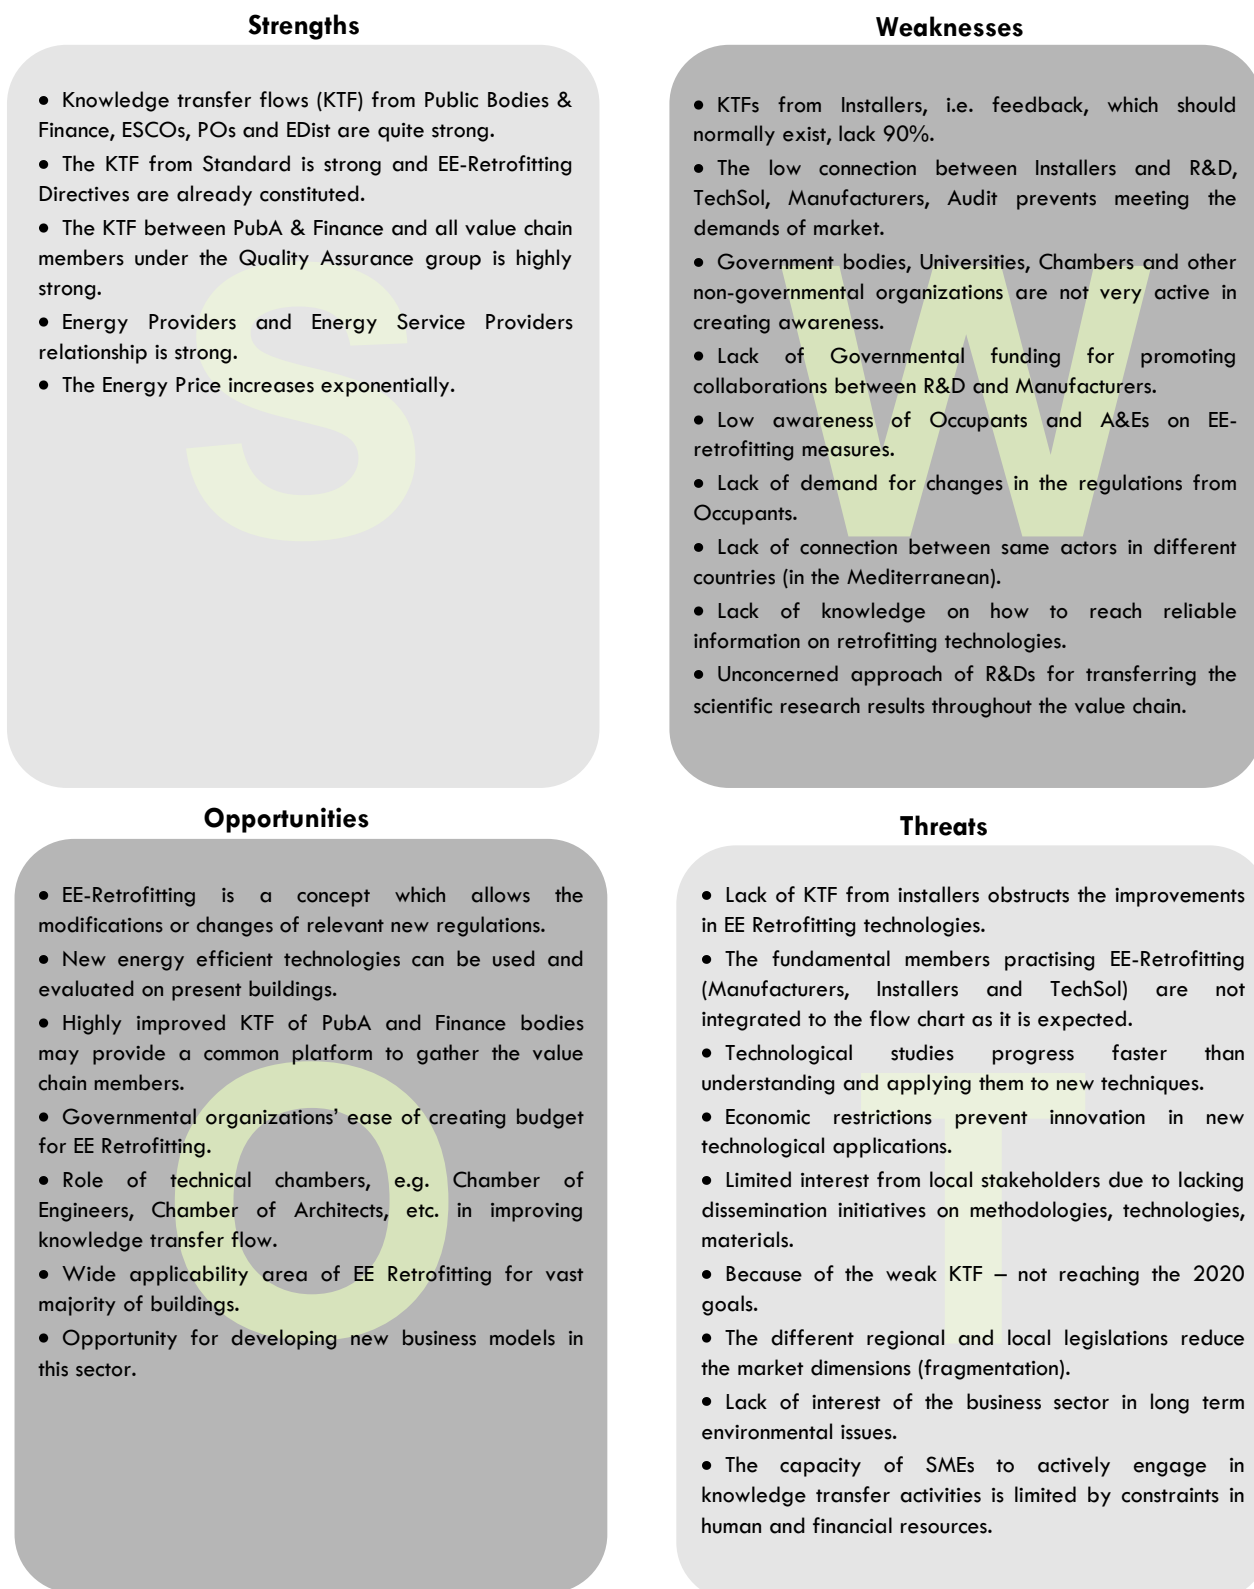 Strengths
• Knowledge transfer flows (KTF) from Public Bodies &
Finance, ESCOs, POs and EDist are quite strong.
• The KTF from Standard is strong and EE-Retrofitting
Directives are already constituted.
• The KTF between PubA & Finance and all value chain
members under the Quality Assurance group is highly
strong.
• Energy Providers and Energy Service Providers
relationship is strong.
• The Energy Price increases exponentially.
S
Weaknesses
• KTFs from Installers, i.e. feedback, which should
normally exist, lack 90%.
• The low connection between Installers and R&D,
TechSol, Manufacturers, Audit prevents meeting the
demands of market.
• Government bodies, Universities, Chambers and other
non-governmental organizations are not very active in
creating awareness.
• Lack of Governmental funding for promoting
collaborations between R&D and Manufacturers.
• Low awareness of Occupants and A&Es on EE-
retrofitting measures.
• Lack of demand for changes in the regulations from
Occupants.
• Lack of connection between same actors in different
countries (in the Mediterranean).
• Lack of knowledge on how to reach reliable
information on retrofitting technologies.
• Unconcerned approach of R&Ds for transferring the
scientific research results throughout the value chain.
W
Opportunities
• EE-Retrofitting is a concept which allows the
modifications or changes of relevant new regulations.
• New energy efficient technologies can be used and
evaluated on present buildings.
• Highly improved KTF of PubA and Finance bodies
may provide a common platform to gather the value
chain members.
• Governmental organizations’ ease of creating budget
for EE Retrofitting.
• Role of technical chambers, e.g. Chamber of
Engineers, Chamber of Architects, etc. in improving
knowledge transfer flow.
• Wide applicability area of EE Retrofitting for vast
majority of buildings.
• Opportunity for developing new business models in
this sector.
O
Threats
• Lack of KTF from installers obstructs the improvements
in EE Retrofitting technologies.
• The fundamental members practising EE-Retrofitting
(Manufacturers, Installers and TechSol) are not
integrated to the flow chart as it is expected.
• Technological studies progress faster than
understanding and applying them to new techniques.
• Economic restrictions prevent innovation in new
technological applications.
• Limited interest from local stakeholders due to lacking
dissemination initiatives on methodologies, technologies,
materials.
• Because of the weak KTF – not reaching the 2020
goals.
• The different regional and local legislations reduce
the market dimensions (fragmentation).
• Lack of interest of the business sector in long term
environmental issues.
• The capacity of SMEs to actively engage in
knowledge transfer activities is limited by constraints in
human and financial resources.
T